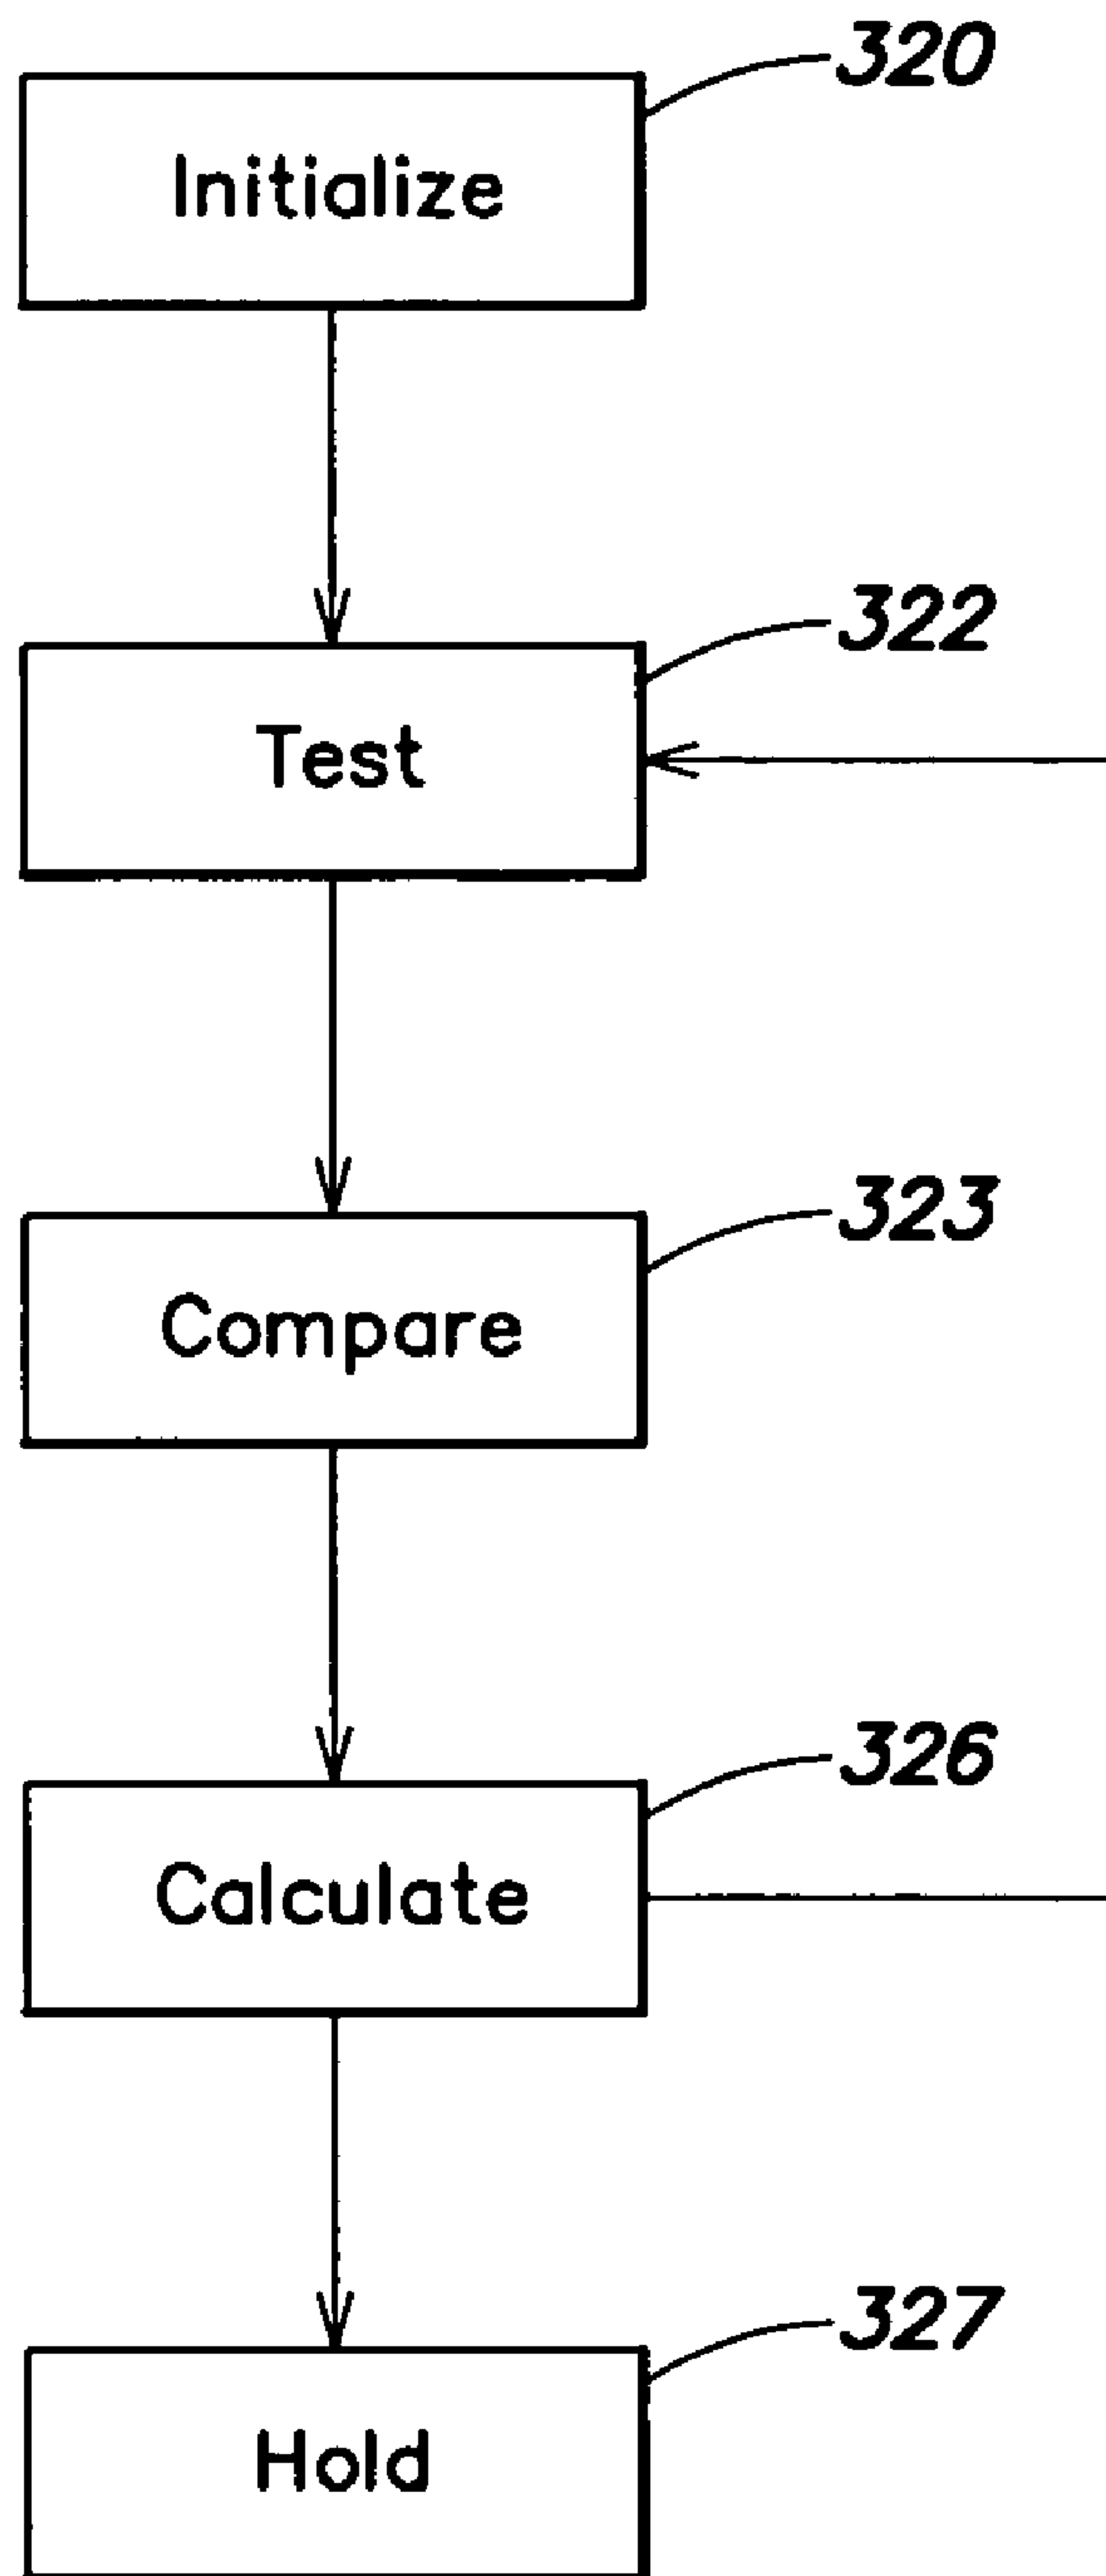 320
Initialize
322
Test
323
Compare
326
Calculate
327
Hold